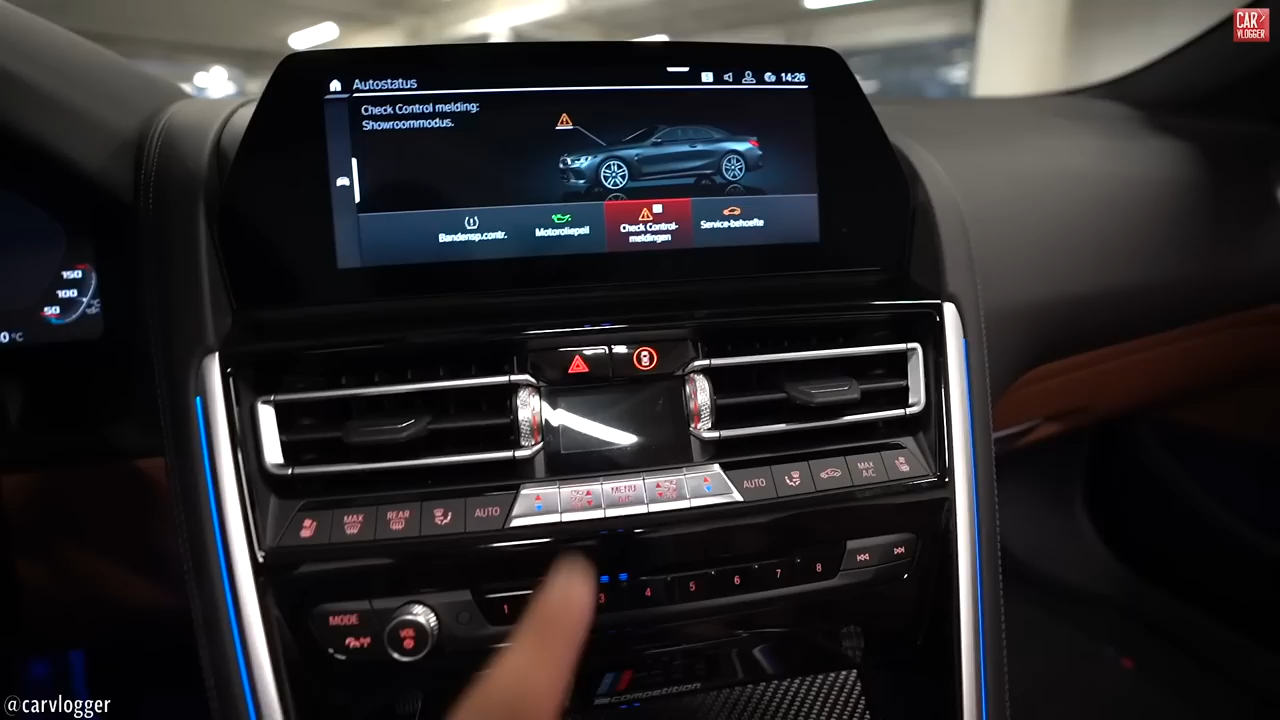 CAR
VLOGGER
Autostatus
14:26
Check Control melding:
Showroommodus.
Bandensp.contr.
Motoroliepeil
Check Control-
meldingen
Service-behoefte
150
100
50
0°C
MAX
REAR
AUTO
MENU
A/C
AUTO
MAX
A/C
MODE
VOL
1
3
4
5
6
7
8
competition
@carvlogger